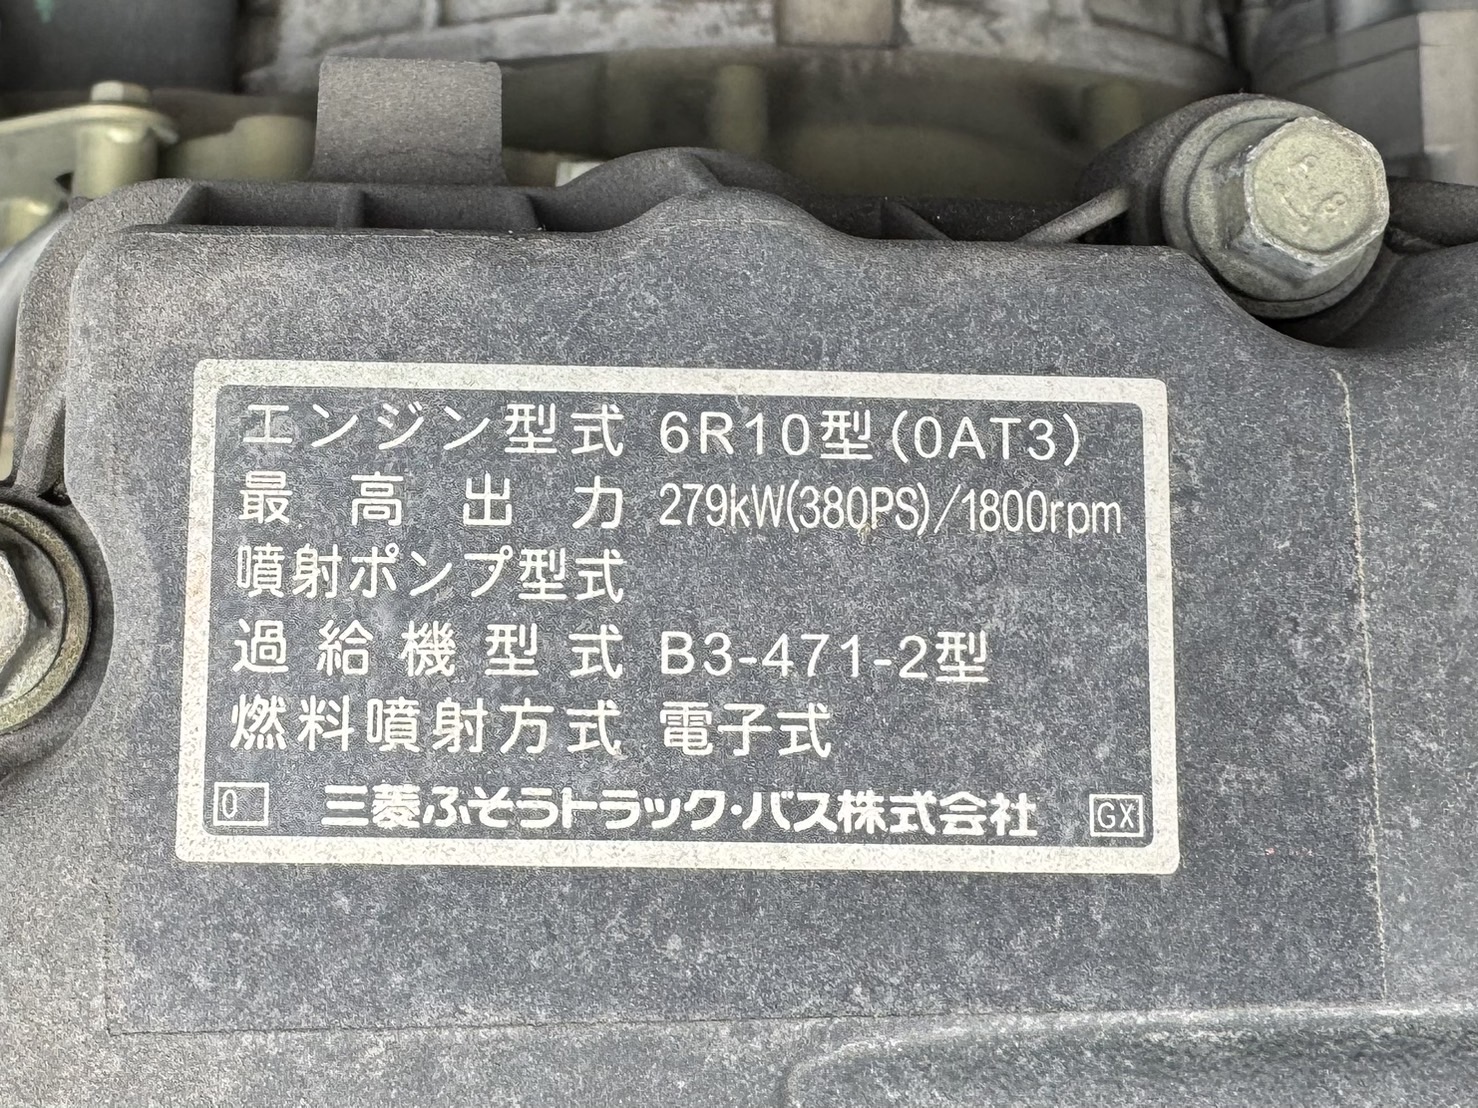 エンジン型式 6R10型(0AT3)
最高出力 279kW(380PS)/1800rpm
噴射ポンプ型式
過給機型式 B3-471-2型
燃料噴射方式 電子式
0 三菱ふそうトラック・バス株式会社 GX